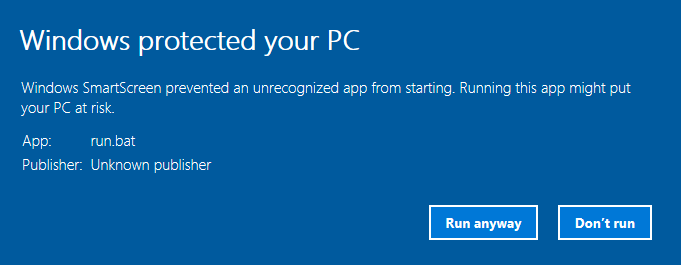 Windows protected your PC
Windows SmartScreen prevented an unrecognized app from starting. Running this app might put
your PC at risk.
App: run.bat
Publisher: Unknown publisher
Run anyway Don't run